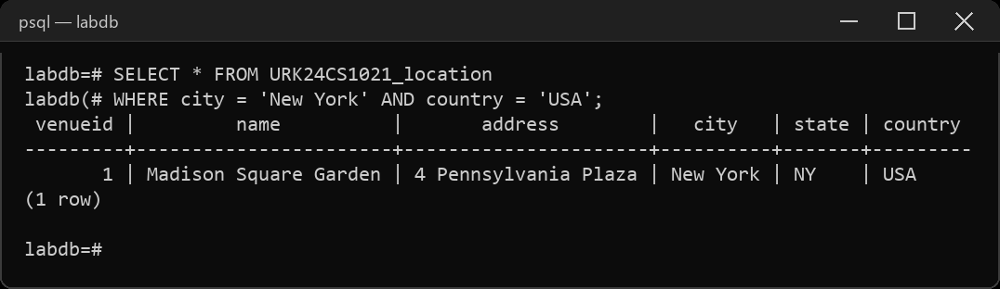 psql — labdb
labdb=# SELECT * FROM URK24CS1021_location
labdb(# WHERE city = 'New York' AND country = 'USA';
 venueid |         name          |       address        |   city   | state | country
---------+-----------------------+----------------------+----------+-------+---------
       1 | Madison Square Garden | 4 Pennsylvania Plaza | New York | NY    | USA
(1 row)
labdb=#